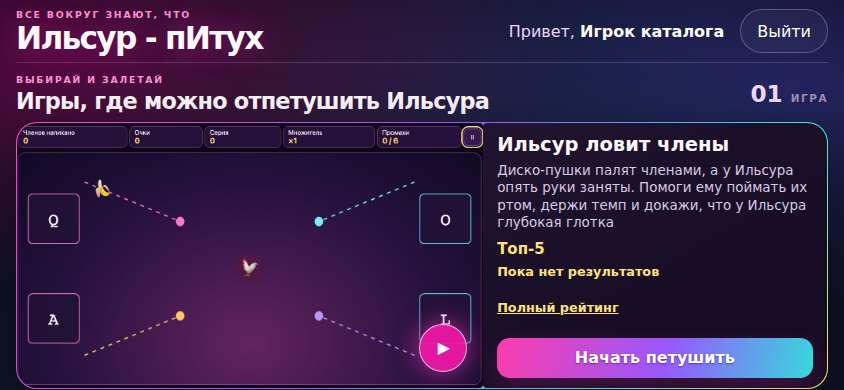 ВСЕ ВОКРУГ ЗНАЮТ, ЧТО
Ильсур - пИтух
Привет, Игрок каталога
Выйти
ВЫБИРАЙ И ЗАЛЕТАЙ
Игры, где можно отпетушить Ильсура
01 ИГРА
Членов напихано
0
Очки
0
Серия
0
Множитель
x1
Промахи
0 / 6
Q
O
A
L
Ильсур ловит члены
Диско-пушки палят членами, а у Ильсура
опять руки заняты. Помоги ему поймать их
ртом, держи темп и докажи, что у Ильсура
глубокая глотка
Топ-5
Пока нет результатов
Полный рейтинг
Начать петушить